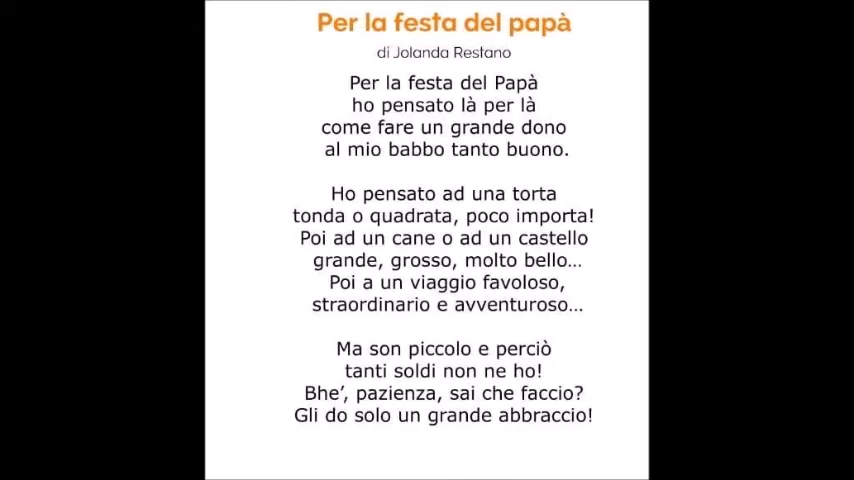 Per la festa del papà
di Jolanda Restano
Per la festa del Papà
ho pensato là per là
come fare un grande dono
al mio babbo tanto buono.
Ho pensato ad una torta
tonda o quadrata, poco importa!
Poi ad un cane o ad un castello
grande, grosso, molto bello...
Poi a un viaggio favoloso,
straordinario e avventuroso...
Ma son piccolo e perciò
tanti soldi non ne ho!
Bhe', pazienza, sai che faccio?
Gli do solo un grande abbraccio!